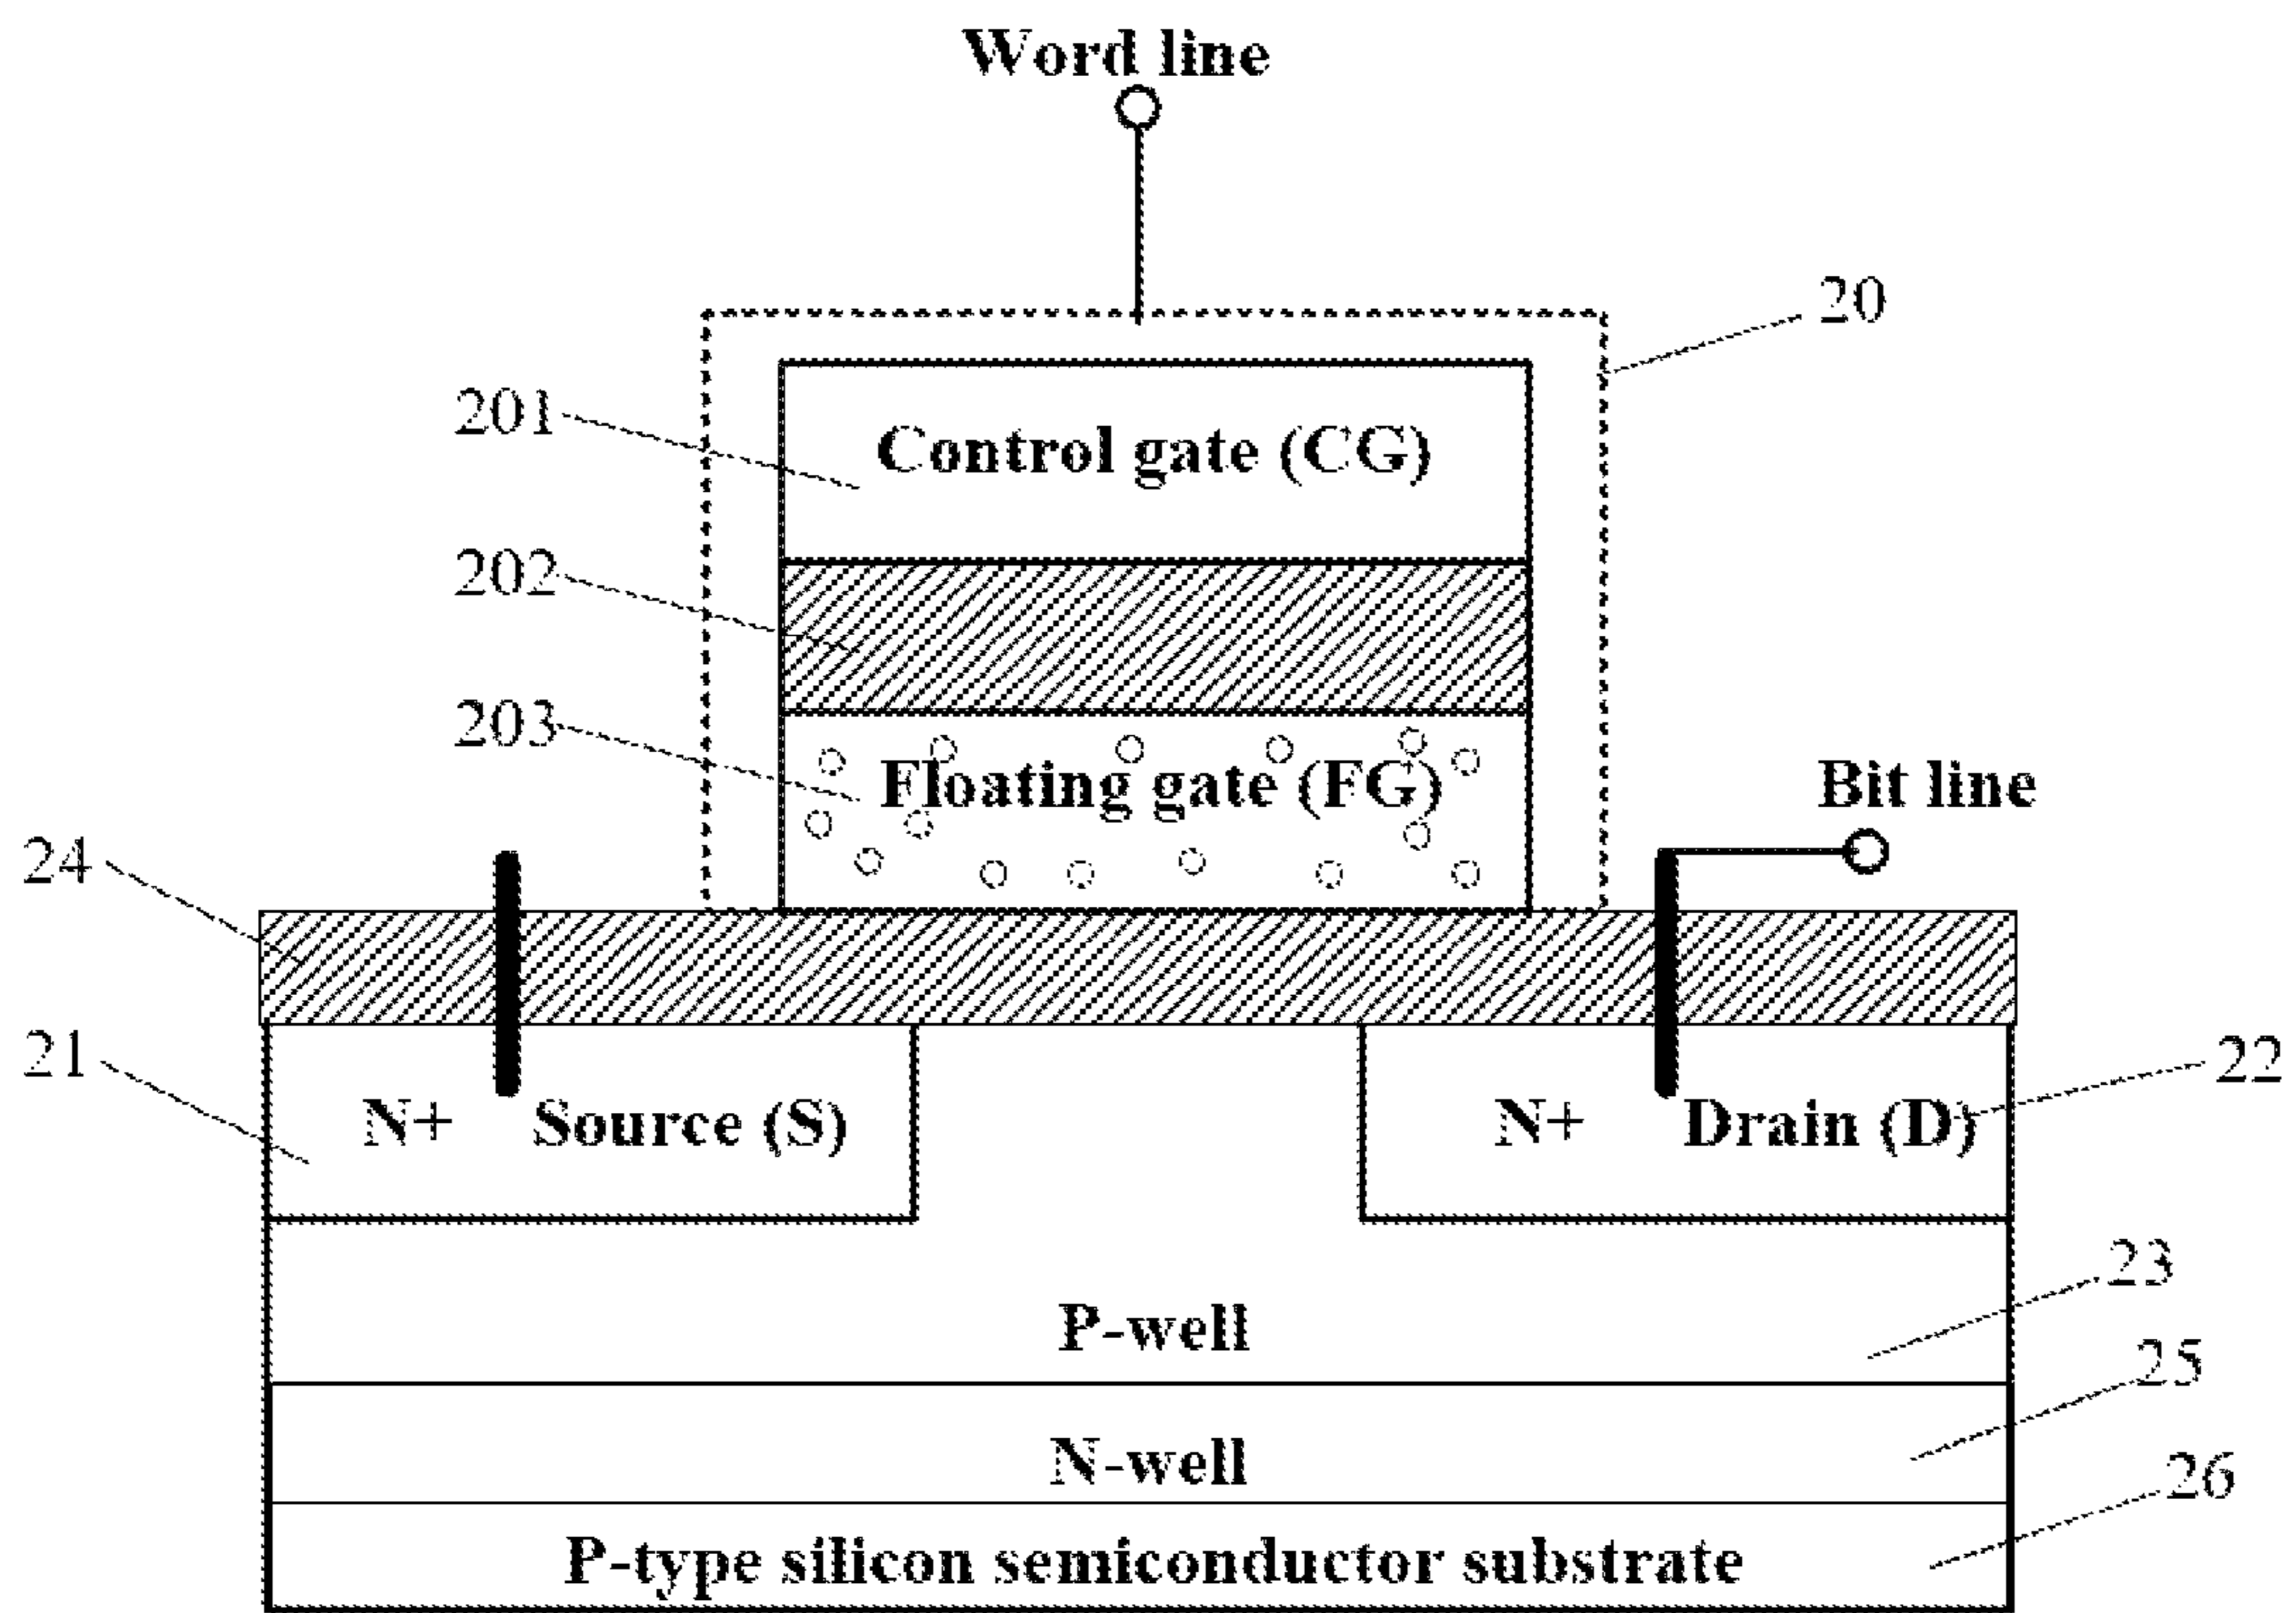 Word line
20
201
Control gate (CG)
202
203
Floating gate (FG)
Bit line
24
21
22
N+ Source (S)
N+ Drain (D)
23
P-well
25
N-well
26
P-type silicon semiconductor substrate